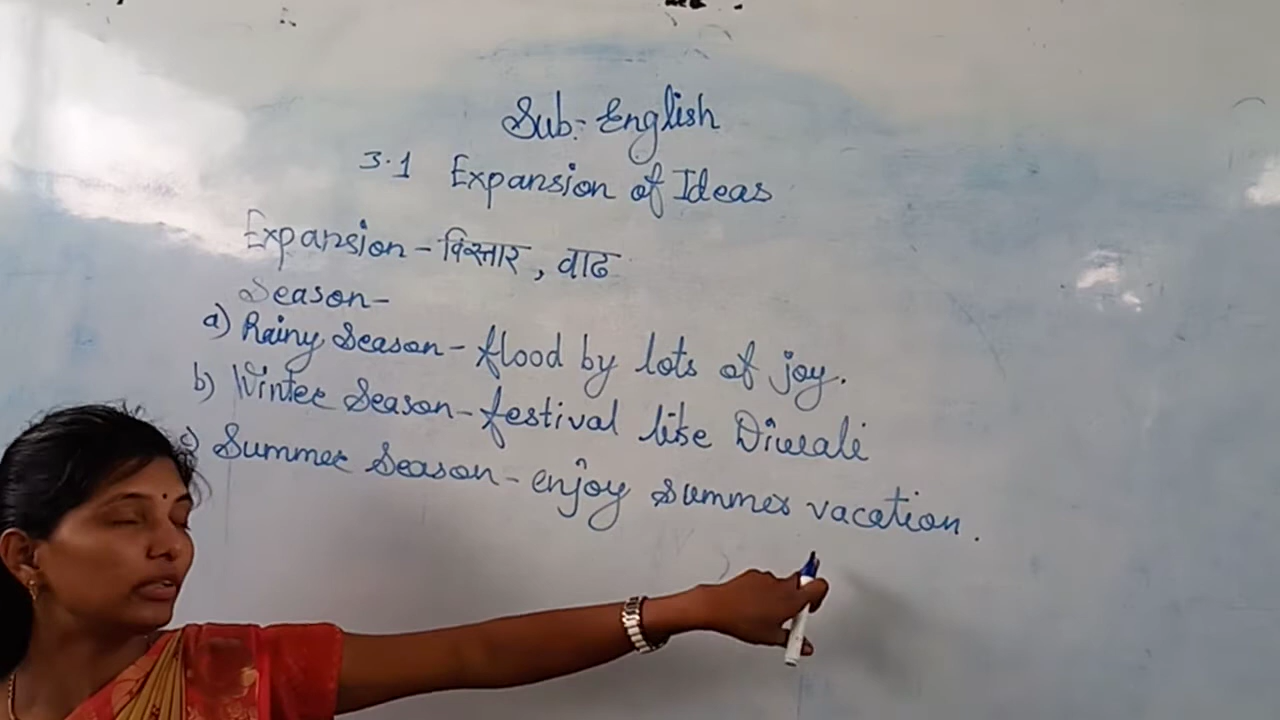 Sub:- English
3.1 Expansion of Ideas
Expansion - विस्तार, वाढ
Season-
a) Rainy Season - flood by lots of joy.
b) Winter Season - festival like Diwali
c) Summer Season - enjoy summer vacation.